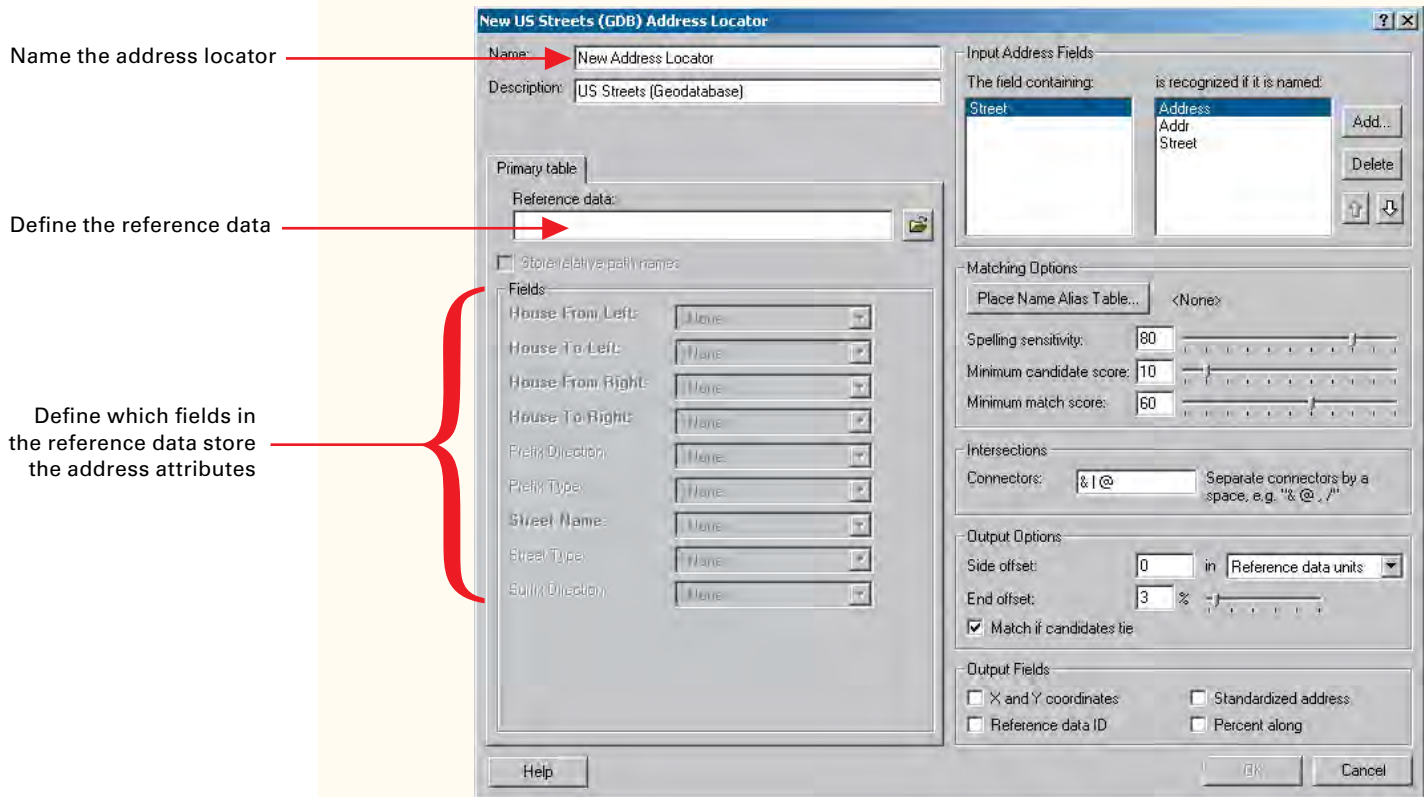 Name the address locator
Define the reference data
Define which fields in
the reference data store
the address attributes
New US Streets (GDB) Address Locator
Name: New Address Locator
Description: US Streets (Geodatabase)
Primary table
Reference data:
Store relative path names
Fields
House From Left: None
House To Left: None
House From Right: None
House To Right: None
Prefix Direction: None
Prefix Type: None
Street Name: None
Street Type: None
Suffix Direction: None
Help
Input Address Fields
The field containing: is recognized if it is named:
Street
Address
Addr
Street
Add...
Delete
Matching Options
Place Name Alias Table... <None>
Spelling sensitivity: 80
Minimum candidate score: 10
Minimum match score: 60
Intersections
Connectors: & | @ Separate connectors by a
space, e.g. "& @ , /"
Output Options
Side offset: 0 in Reference data units
End offset: 3 %
Match if candidates tie
Output Fields
X and Y coordinates Standardized address
Reference data ID Percent along
OK Cancel